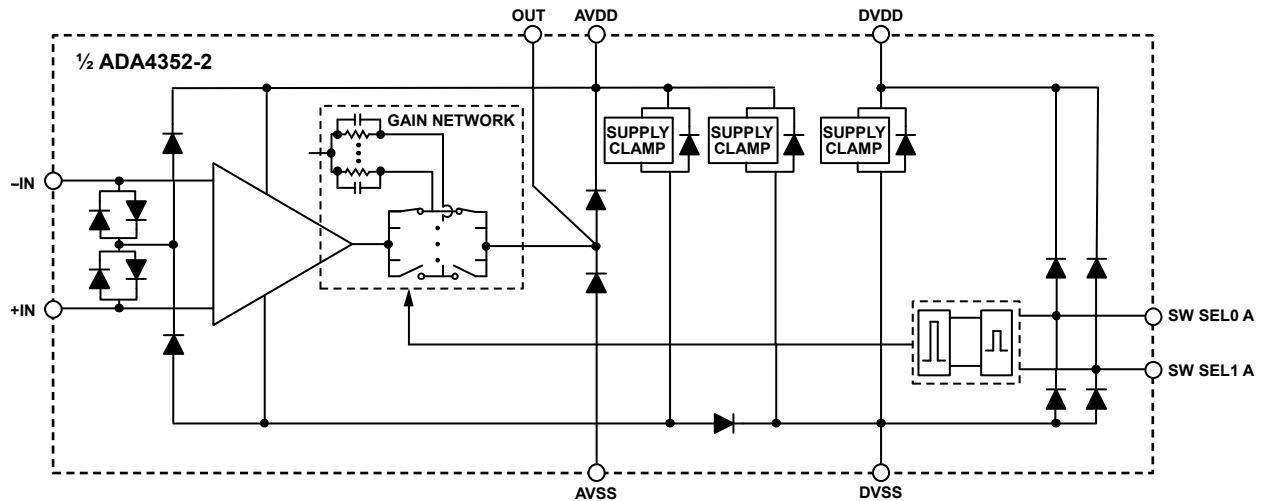 OUT AVDD DVDD
½ ADA4352-2
GAIN NETWORK
SUPPLY CLAMP
SUPPLY CLAMP
SUPPLY CLAMP
–IN
+IN
SW SEL0 A
SW SEL1 A
AVSS DVSS